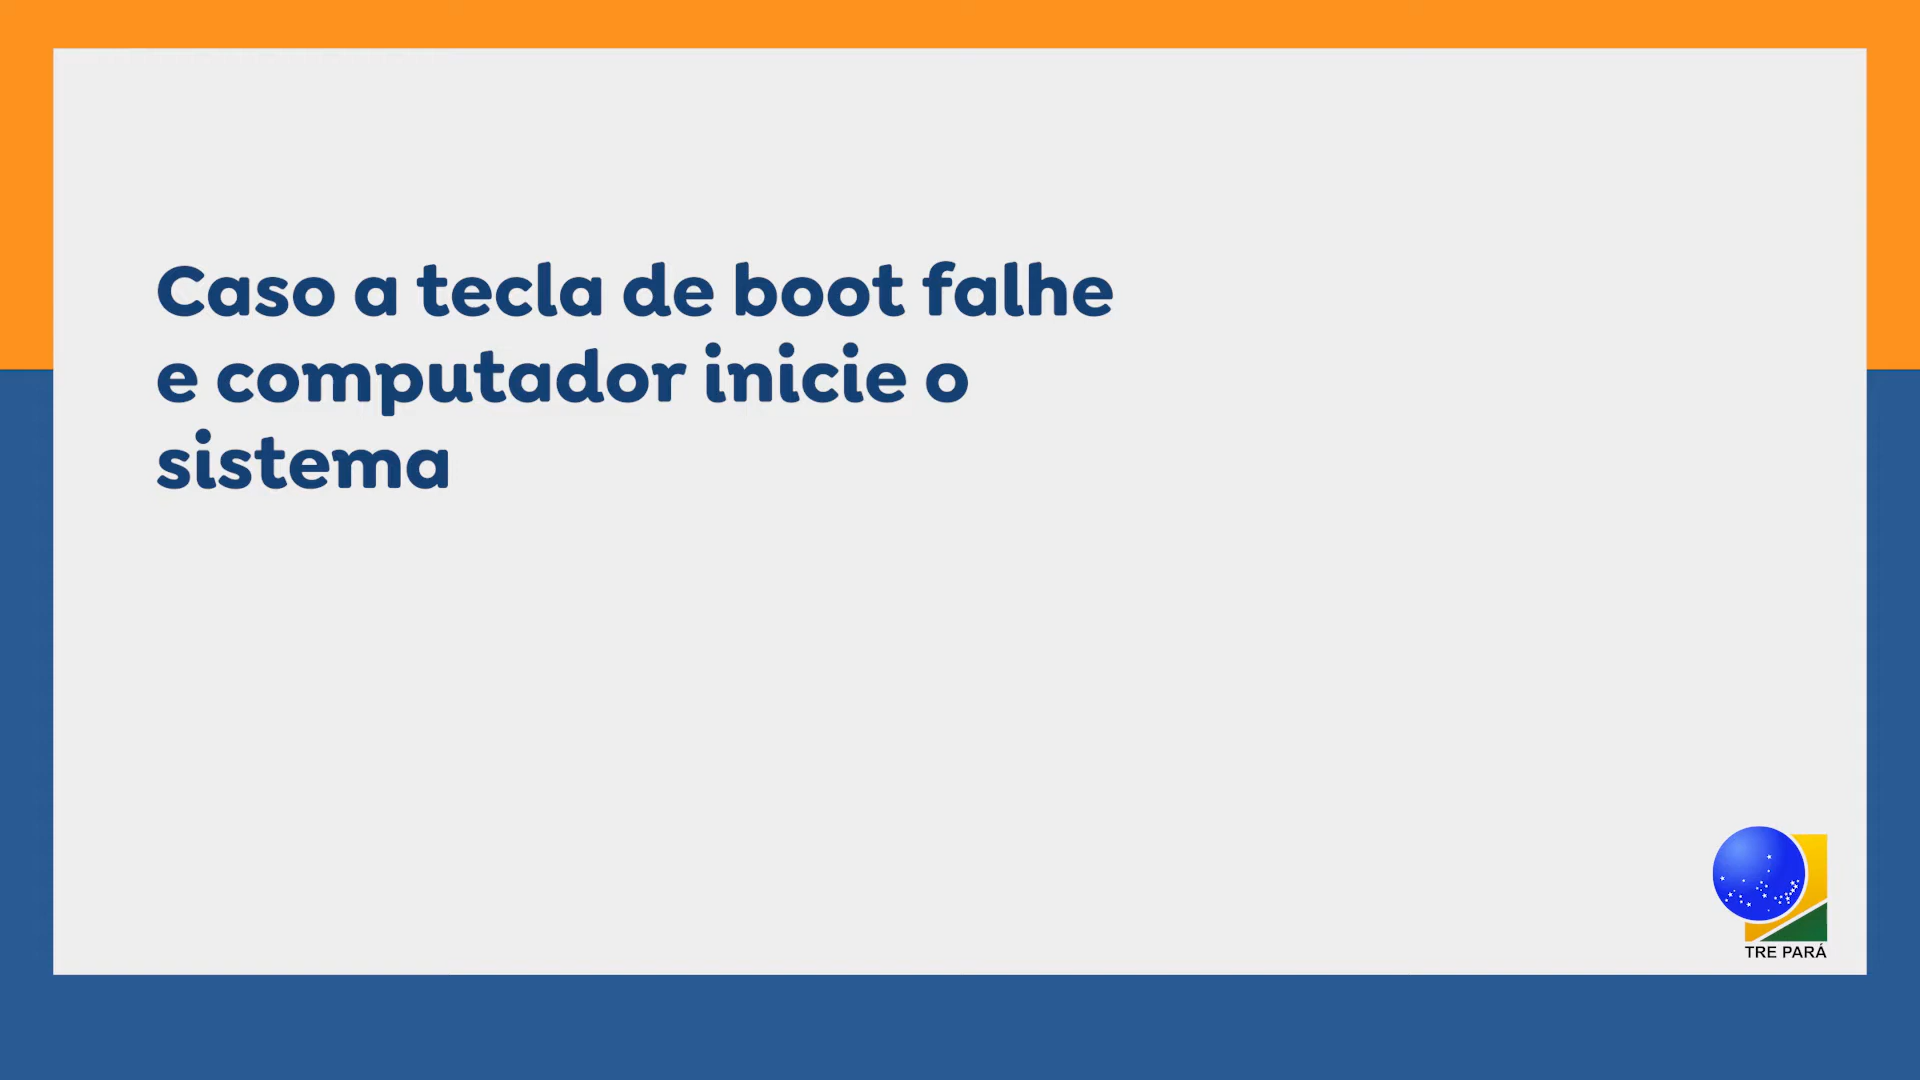 Caso a tecla de boot falhe
e computador inicie o
sistema
TRE PARÁ